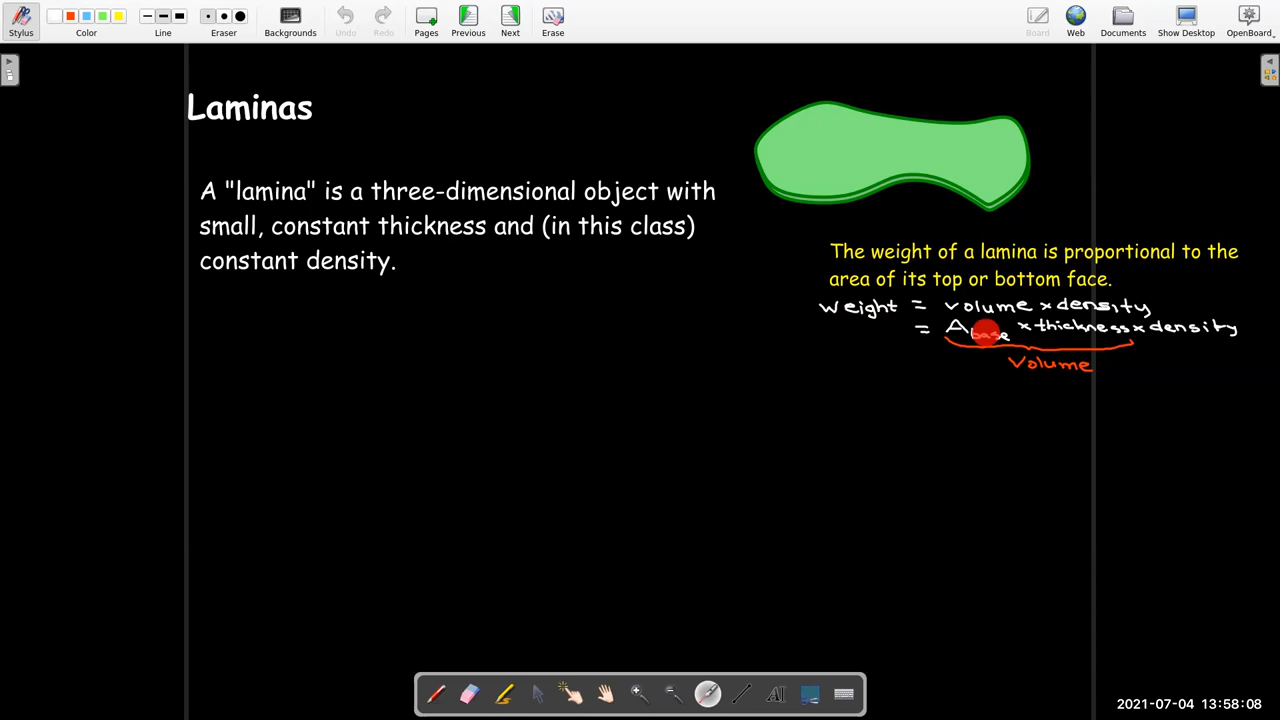 Stylus
Color
Line
Eraser
Backgrounds
Undo
Redo
Pages
Previous
Next
Erase
Board
Web
Documents
Show Desktop
OpenBoard
Laminas
A "lamina" is a three-dimensional object with
small, constant thickness and (in this class)
constant density.
The weight of a lamina is proportional to the
area of its top or bottom face.
weight = volume × density
= A base × thickness × density
Volume
AI
2021-07-04 13:58:08